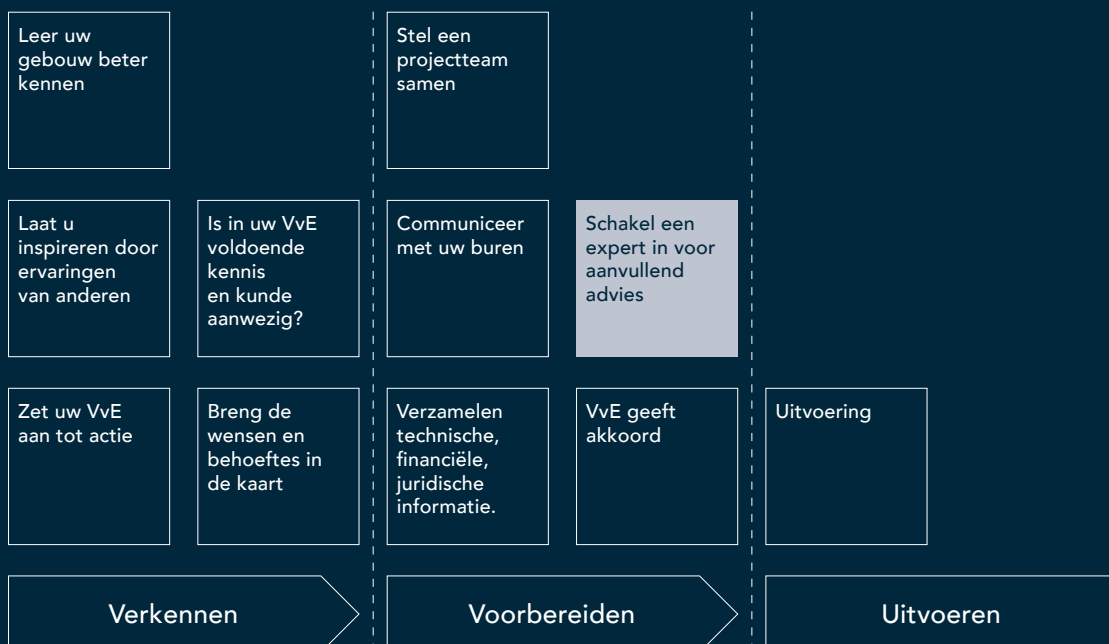 Leer uw
gebouw beter
kennen
Stel een
projectteam
samen
Laat u
inspireren door
ervaringen
van anderen
Is in uw VvE
voldoende
kennis
en kunde
aanwezig?
Communiceer
met uw buren
Schakel een
expert in voor
aanvullend
advies
Zet uw VvE
aan tot actie
Breng de
wensen en
behoeftes in
de kaart
Verzamelen
technische,
financiële,
juridische
informatie.
VvE geeft
akkoord
Uitvoering
Verkennen
Voorbereiden
Uitvoeren